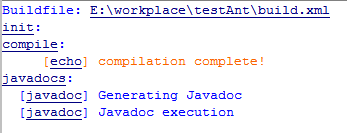 Buildfile: E:\workplace\testAnt\build.xml
init:
compile:
[echo] compilation complete!
javadocs:
[javadoc] Generating Javadoc
[javadoc] Javadoc execution